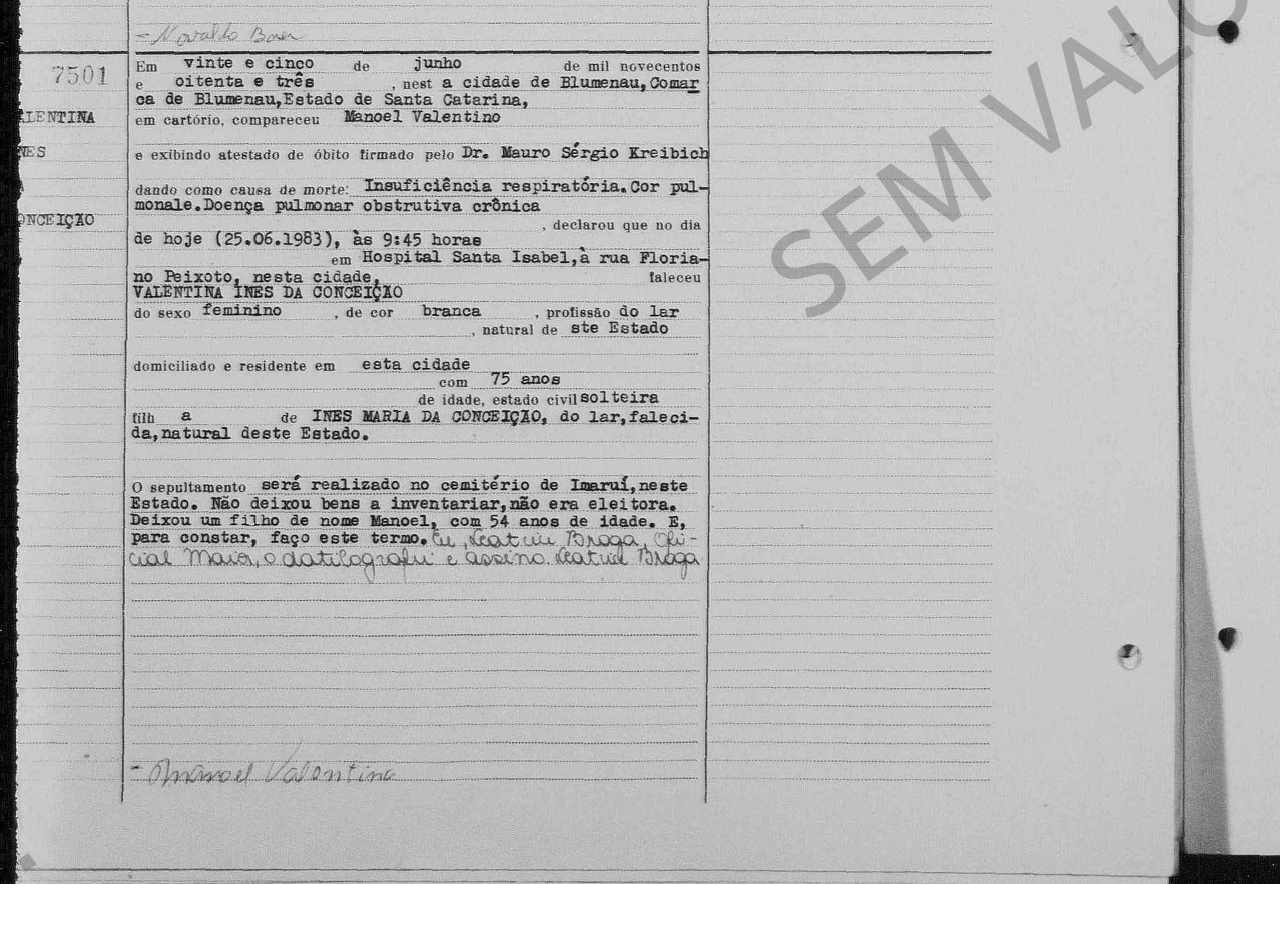 - Novaldo
7501
LENTINA
NES
ONCEIÇÃO
Em vinte e cinco de junho de mil novecentos
e oitenta e três , nest a cidade de Blumenau,Comar
ca de Blumenau,Estado de Santa Catarina,
em cartório, compareceu Manoel Valentino
e exibindo atestado de óbito firmado pelo Dr. Mauro Sérgio Kreibich
dando como causa de morte: Insuficiência respiratória.Cor pul-
monale.Doença pulmonar obstrutiva crônica
, declarou que no dia
de hoje (25.06.1983), às 9:45 horas
em Hospital Santa Isabel,à rua Floria-
no Peixoto, nesta cidade, faleceu
VALENTINA INES DA CONCEIÇÃO
do sexo feminino , de cor branca , profissão do lar
, natural de ste Estado
domiciliado e residente em esta cidade
com 75 anos
de idade, estado civil solteira
filh a de INES MARIA DA CONCEIÇÃO, do lar,faleci-
da,natural deste Estado.
O sepultamento será realizado no cemitério de Imaruí,neste
Estado. Não deixou bens a inventariar,não era eleitora.
Deixou um filho de nome Manoel, com 54 anos de idade. E,
para constar, faço este termo. Eu, Leatrice Braga, Ofi-
cial Maior, o datilografei e assino. Leatrice Braga
- Manoel Valentino
SEM VALO